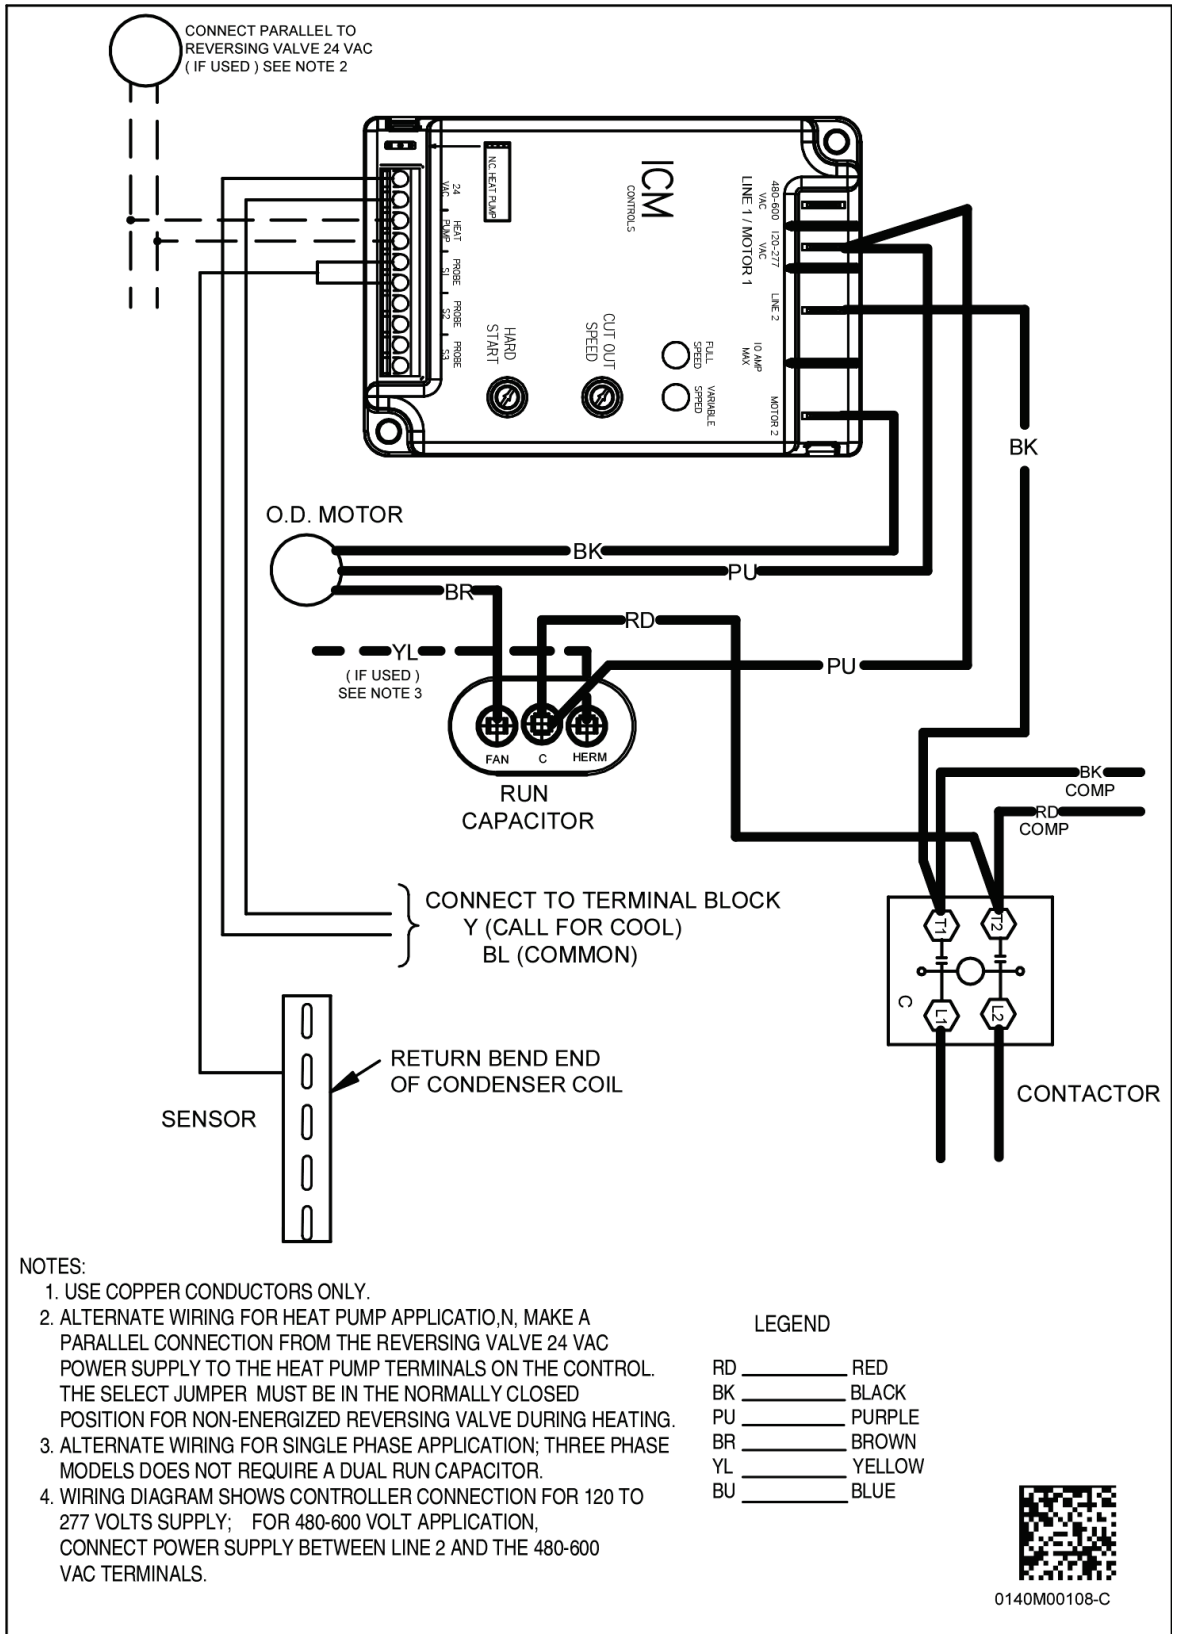 CONNECT PARALLEL TO
REVERSING VALVE 24 VAC
( IF USED ) SEE NOTE 2
N.C. HEAT PUMP
24
VAC
HEAT
PUMP
PROBE
S1
PROBE
S2
PROBE
S3
ICM
CONTROLS
HARD
START
CUT OUT
SPEED
FULL
SPEED
VARIABLE
SPPED
480-600
VAC
120-277
VAC
LINE 1 / MOTOR 1
LINE 2
10 AMP
MAX
MOTOR 2
BK
O.D. MOTOR
BK
PU
BR
RD
YL
( IF USED )
SEE NOTE 3
PU
FAN
C
HERM
RUN
CAPACITOR
BK
COMP
RD
COMP
CONNECT TO TERMINAL BLOCK
Y (CALL FOR COOL)
BL (COMMON)
T1
T2
C
L1
L2
CONTACTOR
RETURN BEND END
OF CONDENSER COIL
SENSOR
NOTES:
1. USE COPPER CONDUCTORS ONLY.
2. ALTERNATE WIRING FOR HEAT PUMP APPLICATIO,N, MAKE A
PARALLEL CONNECTION FROM THE REVERSING VALVE 24 VAC
POWER SUPPLY TO THE HEAT PUMP TERMINALS ON THE CONTROL.
THE SELECT JUMPER MUST BE IN THE NORMALLY CLOSED
POSITION FOR NON-ENERGIZED REVERSING VALVE DURING HEATING.
3. ALTERNATE WIRING FOR SINGLE PHASE APPLICATION; THREE PHASE
MODELS DOES NOT REQUIRE A DUAL RUN CAPACITOR.
4. WIRING DIAGRAM SHOWS CONTROLLER CONNECTION FOR 120 TO
277 VOLTS SUPPLY; FOR 480-600 VOLT APPLICATION,
CONNECT POWER SUPPLY BETWEEN LINE 2 AND THE 480-600
VAC TERMINALS.
LEGEND
RD __________ RED
BK __________ BLACK
PU __________ PURPLE
BR __________ BROWN
YL __________ YELLOW
BU __________ BLUE
0140M00108-C